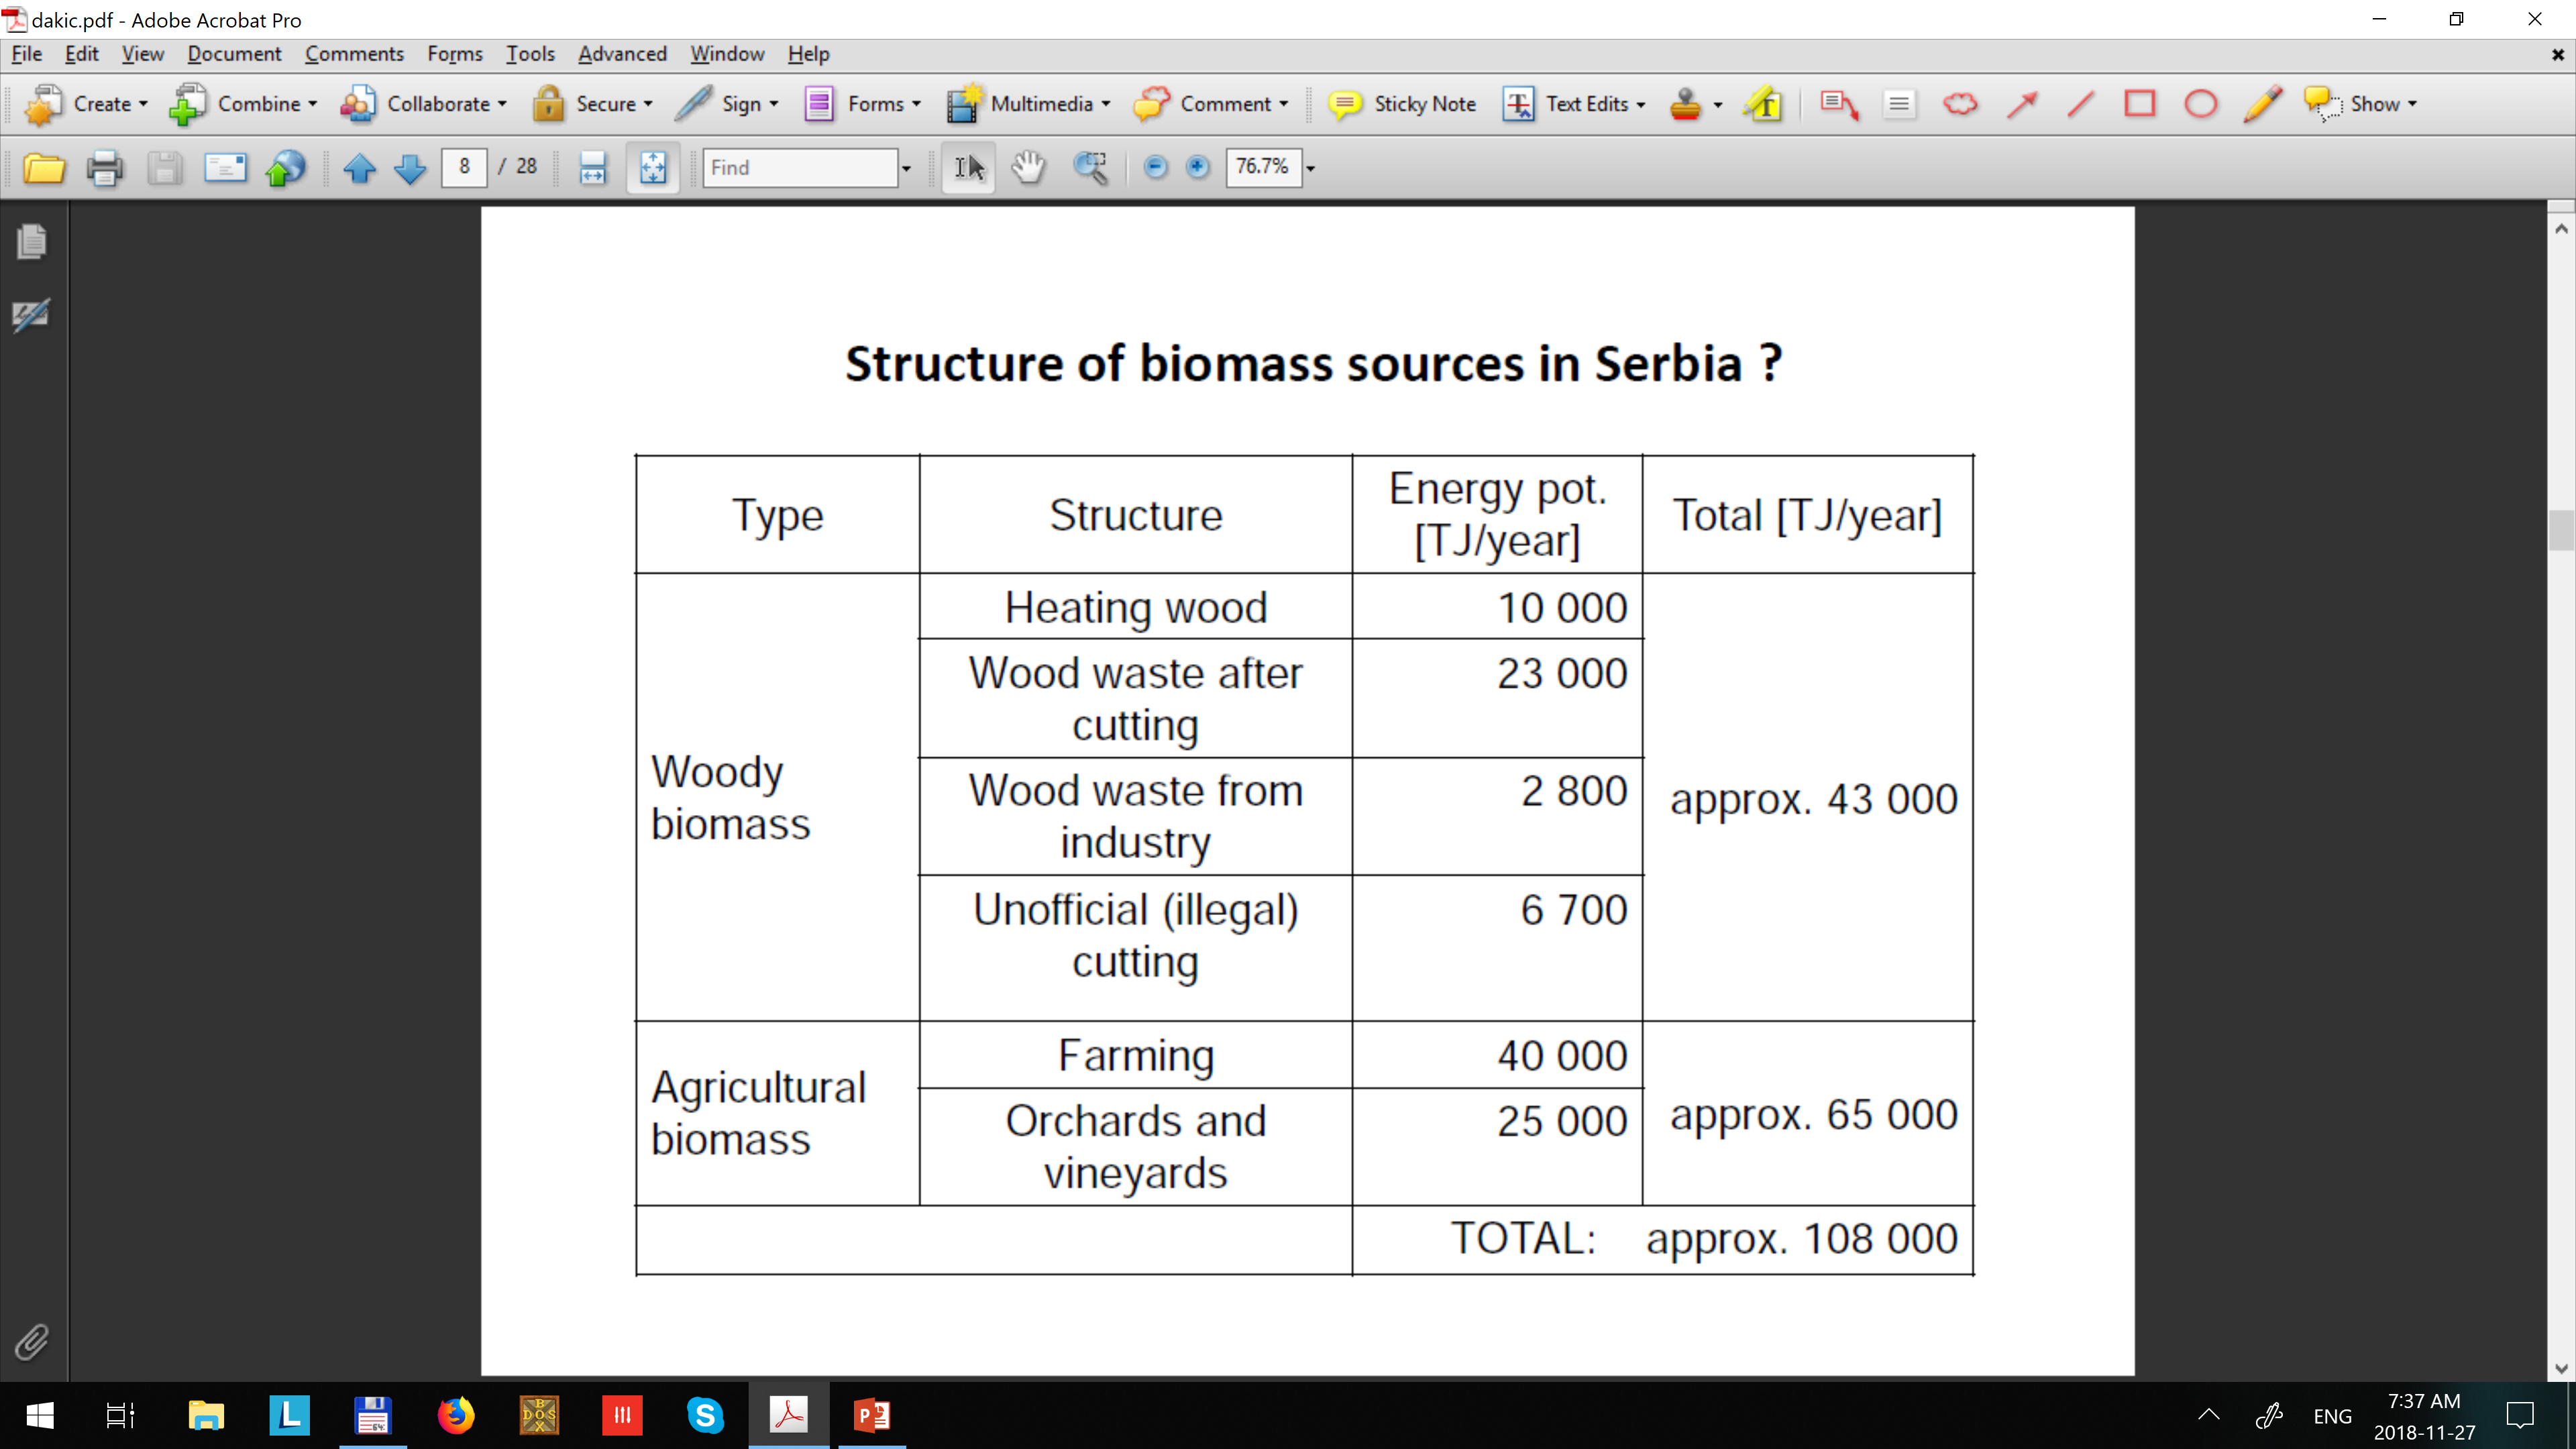 dakic.pdf - Adobe Acrobat Pro
File Edit View Document Comments Forms Tools Advanced Window Help
Create Combine Collaborate Secure Sign Forms Multimedia Comment Sticky Note Text Edits Show
8 / 28 Find 76.7%
Structure of biomass sources in Serbia ?
Type Structure Energy pot. [TJ/year] Total [TJ/year]
Woody biomass
Heating wood 10 000
Wood waste after cutting 23 000
Wood waste from industry 2 800
approx. 43 000
Unofficial (illegal) cutting 6 700
Agricultural biomass
Farming 40 000
Orchards and vineyards 25 000
approx. 65 000
TOTAL: approx. 108 000
ENG
7:37 AM
2018-11-27